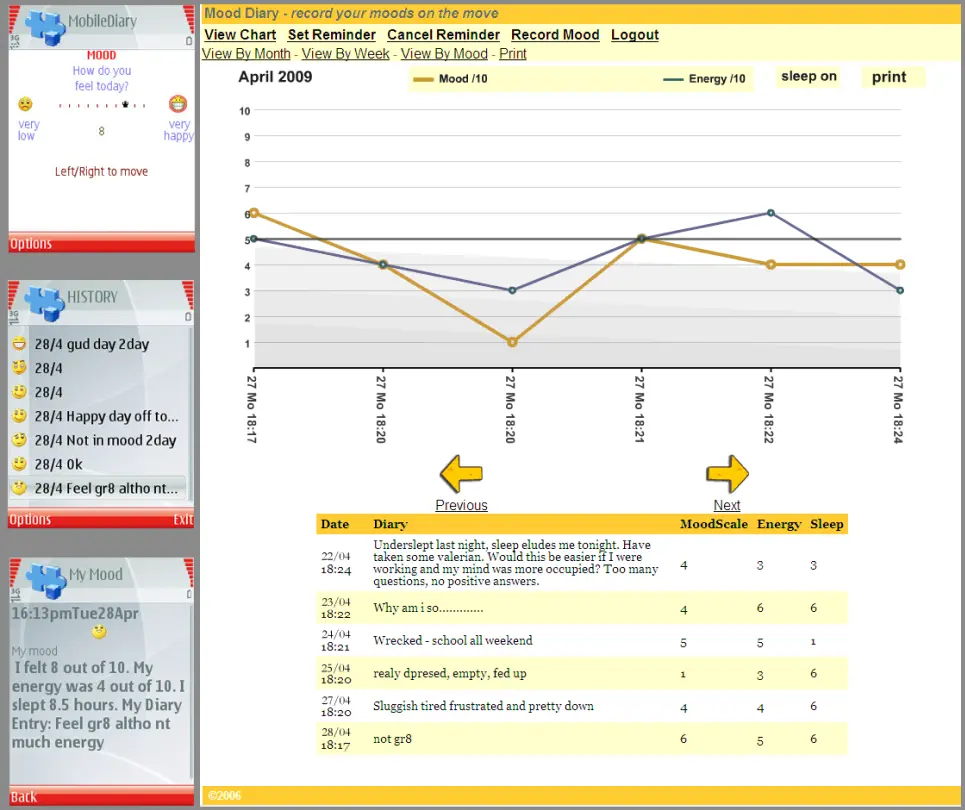 MobileDiary
3G
MOOD
How do you
feel today?
very
low
8
very
happy
Left/Right to move
Options
HISTORY
3G
28/4 gud day 2day
28/4
28/4
28/4 Happy day off to...
28/4 Not in mood 2day
28/4 Ok
28/4 Feel gr8 altho nt...
Options Exit
My Mood
3G
16:13pmTue28Apr
My mood
I felt 8 out of 10. My
energy was 4 out of 10. I
slept 8.5 hours. My Diary
Entry: Feel gr8 altho nt
much energy
Back
Mood Diary - record your moods on the move
View Chart Set Reminder Cancel Reminder Record Mood Logout
View By Month - View By Week - View By Mood - Print
April 2009 Mood /10 Energy /10 sleep on print
10
9
8
7
6
5
4
3
2
1
27 Mo 18:17
27 Mo 18:20
27 Mo 18:20
27 Mo 18:21
27 Mo 18:22
27 Mo 18:24
Previous Next
Date Diary MoodScale Energy Sleep
22/04
18:24
Underslept last night, sleep eludes me tonight. Have
taken some valerian. Would this be easier if I were
working and my mind was more occupied? Too many
questions, no positive answers.
4 3 3
23/04
18:22
Why am i so............. 4 6 6
24/04
18:21
Wrecked - school all weekend 5 5 1
25/04
18:20
realy dpresed, empty, fed up 1 3 6
27/04
18:20
Sluggish tired frustrated and pretty down 4 4 6
28/04
18:17
not gr8 6 5 6
©2006